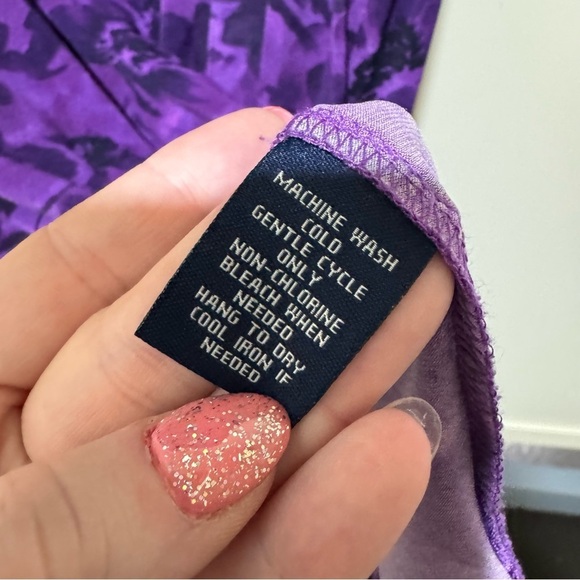 MACHINE WASH
COLD
GENTLE CYCLE
ONLY
NON-CHLORINE
BLEACH WHEN
NEEDED
HANG TO DRY
COOL IRON IF
NEEDED